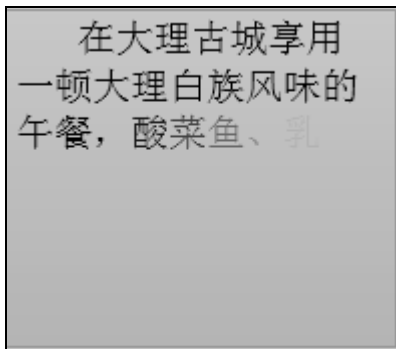 在大理古城享用
一顿大理白族风味的
午餐，酸菜鱼、乳